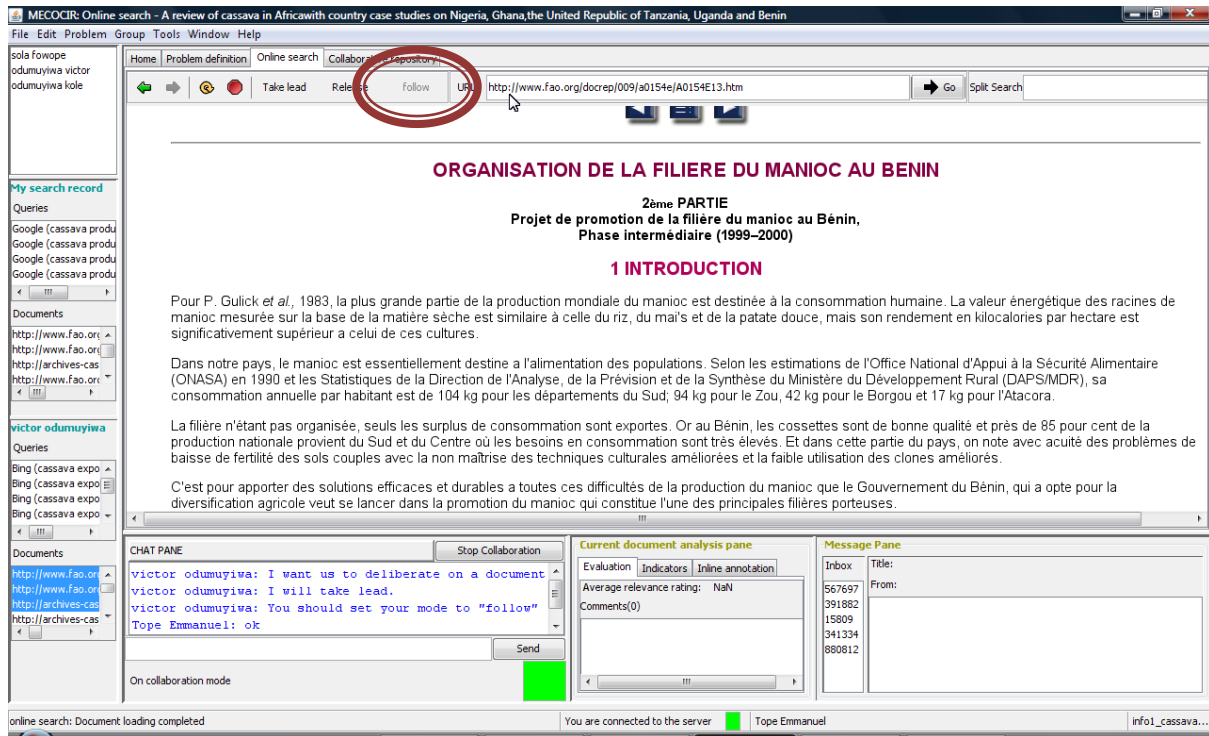 MECOCIR: Online search - A review of cassava in Africawith country case studies on Nigeria, Ghana,the United Republic of Tanzania, Uganda and Benin
File Edit Problem Group Tools Window Help
sola fowope
odumuyiwa victor
odumuyiwa kole
My search record
Queries
Google (cassava produ
Google (cassava produ
Google (cassava produ
Google (cassava produ
Documents
http://www.fao.org
http://www.fao.org
http://archives-cas
http://www.fao.org
victor odumuyiwa
Queries
Bing (cassava expo
Bing (cassava expo
Bing (cassava expo
Bing (cassava expo
Documents
http://www.fao.or
http://www.fao.or
http://archives-cas
http://archives-cas
Home Problem definition Online search Collaborative repository
Take lead Release follow URL http://www.fao.org/docrep/009/a0154e/A0154E13.htm Go Split Search
ORGANISATION DE LA FILIERE DU MANIOC AU BENIN
2ème PARTIE
Projet de promotion de la filière du manioc au Bénin,
Phase intermédiaire (1999–2000)
1 INTRODUCTION
Pour P. Gulick et al., 1983, la plus grande partie de la production mondiale du manioc est destinée à la consommation humaine. La valeur énergétique des racines de
manioc mesurée sur la base de la matière sèche est similaire à celle du riz, du mai's et de la patate douce, mais son rendement en kilocalories par hectare est
significativement supérieur a celui de ces cultures.
Dans notre pays, le manioc est essentiellement destine a l'alimentation des populations. Selon les estimations de l'Office National d'Appui à la Sécurité Alimentaire
(ONASA) en 1990 et les Statistiques de la Direction de l'Analyse, de la Prévision et de la Synthèse du Ministère du Développement Rural (DAPS/MDR), sa
consommation annuelle par habitant est de 104 kg pour les départements du Sud; 94 kg pour le Zou, 42 kg pour le Borgou et 17 kg pour l'Atacora.
La filière n'étant pas organisée, seuls les surplus de consommation sont exportes. Or au Bénin, les cossettes sont de bonne qualité et près de 85 pour cent de la
production nationale provient du Sud et du Centre où les besoins en consommation sont très élevés. Et dans cette partie du pays, on note avec acuité des problèmes de
baisse de fertilité des sols couples avec la non maîtrise des techniques culturales améliorées et la faible utilisation des clones améliorés.
C'est pour apporter des solutions efficaces et durables a toutes ces difficultés de la production du manioc que le Gouvernement du Bénin, qui a opte pour la
diversification agricole veut se lancer dans la promotion du manioc qui constitue l'une des principales filières porteuses.
CHAT PANE Stop Collaboration
victor odumuyiwa: I want us to deliberate on a document
victor odumuyiwa: I will take lead.
victor odumuyiwa: You should set your mode to "follow"
Tope Emmanuel: ok
Send
On collaboration mode
Current document analysis pane
Evaluation Indicators Inline annotation
Average relevance rating: NaN
Comments(0)
Message Pane
Inbox Title:
From:
567697
391882
15809
341334
880812
online search: Document loading completed You are connected to the server Tope Emmanuel info1_cassava...